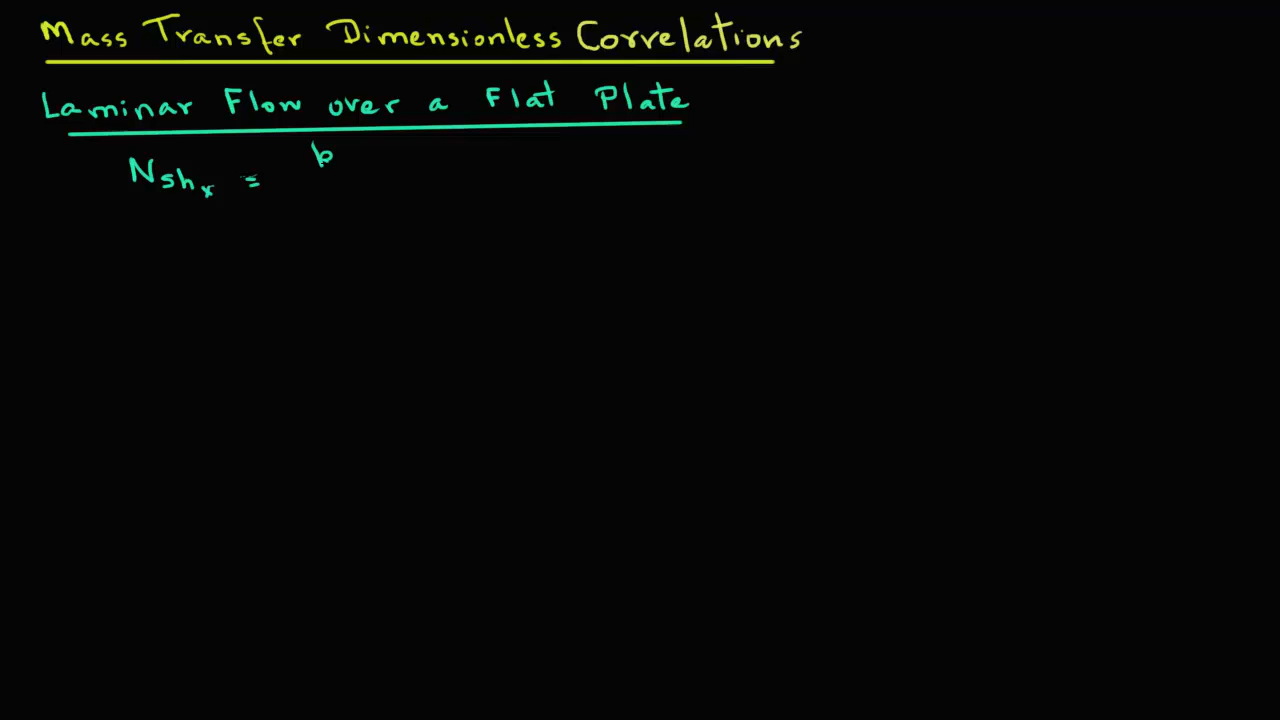 Mass Transfer Dimensionless Correlations
Laminar Flow over a Flat Plate
N_sh_x =